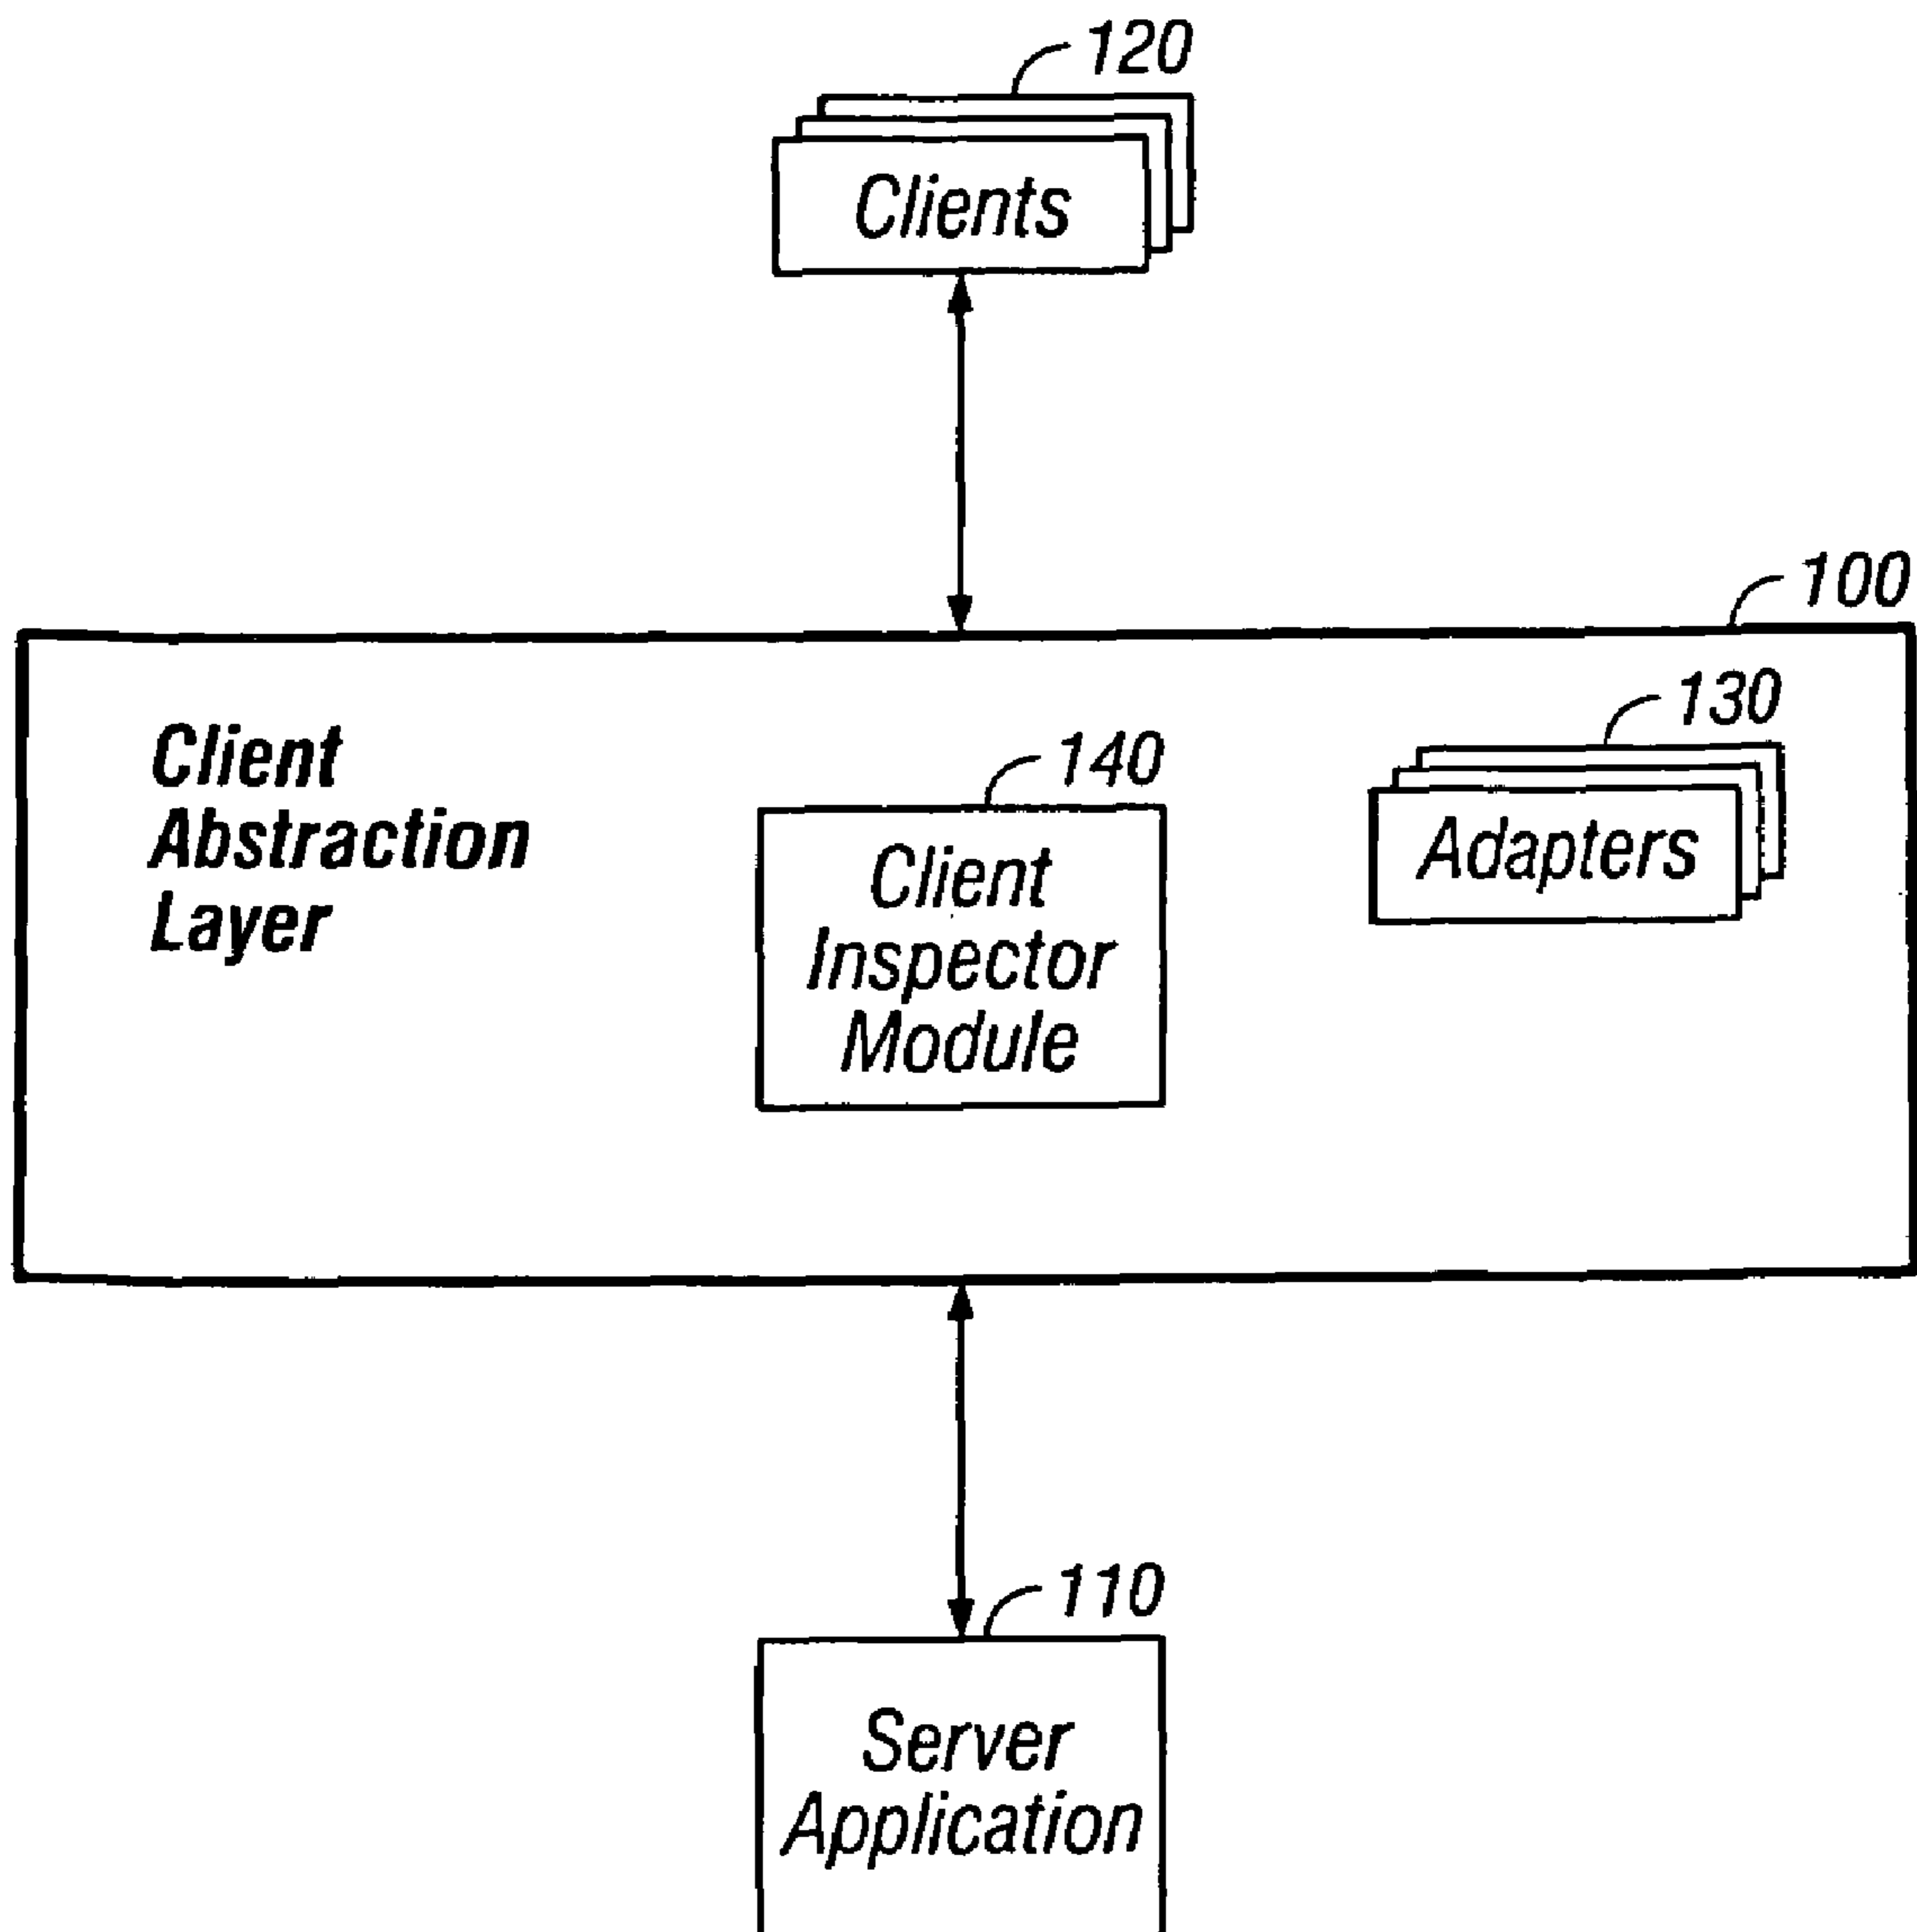 120
Clients
100
130
140
Client
Abstraction
Layer
Adapters
Client
Inspector
Module
110
Server
Application